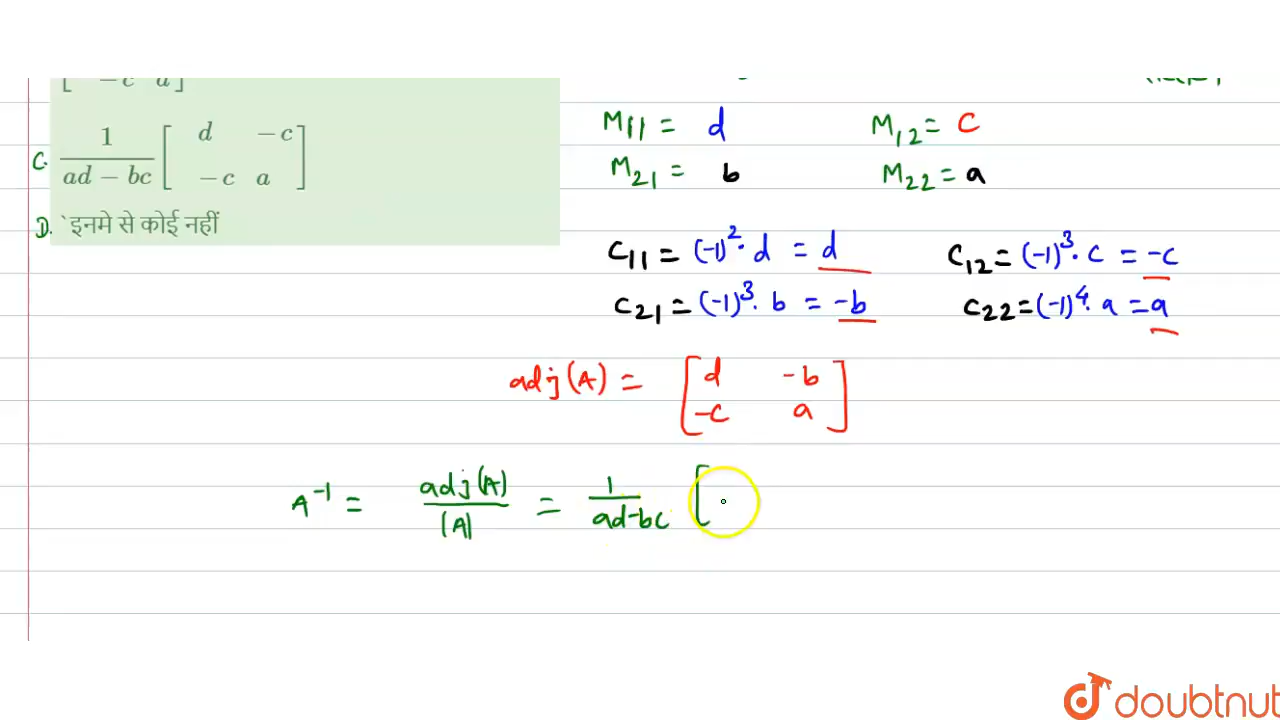 [ −c a ]
C. 1/(ad − bc) [ d −c
−c a ]
D. `इनमे से कोई नहीं
M11 = d M12 = c
M21 = b M22 = a
C11 = (-1)^2 · d = d C12 = (-1)^3 · c = -c
C21 = (-1)^3 · b = -b C22 = (-1)^4 · a = a
adj(A) = [ d -b
-c a ]
A^-1 = adj(A)/|A| = 1/(ad-bc) [
doubtnut